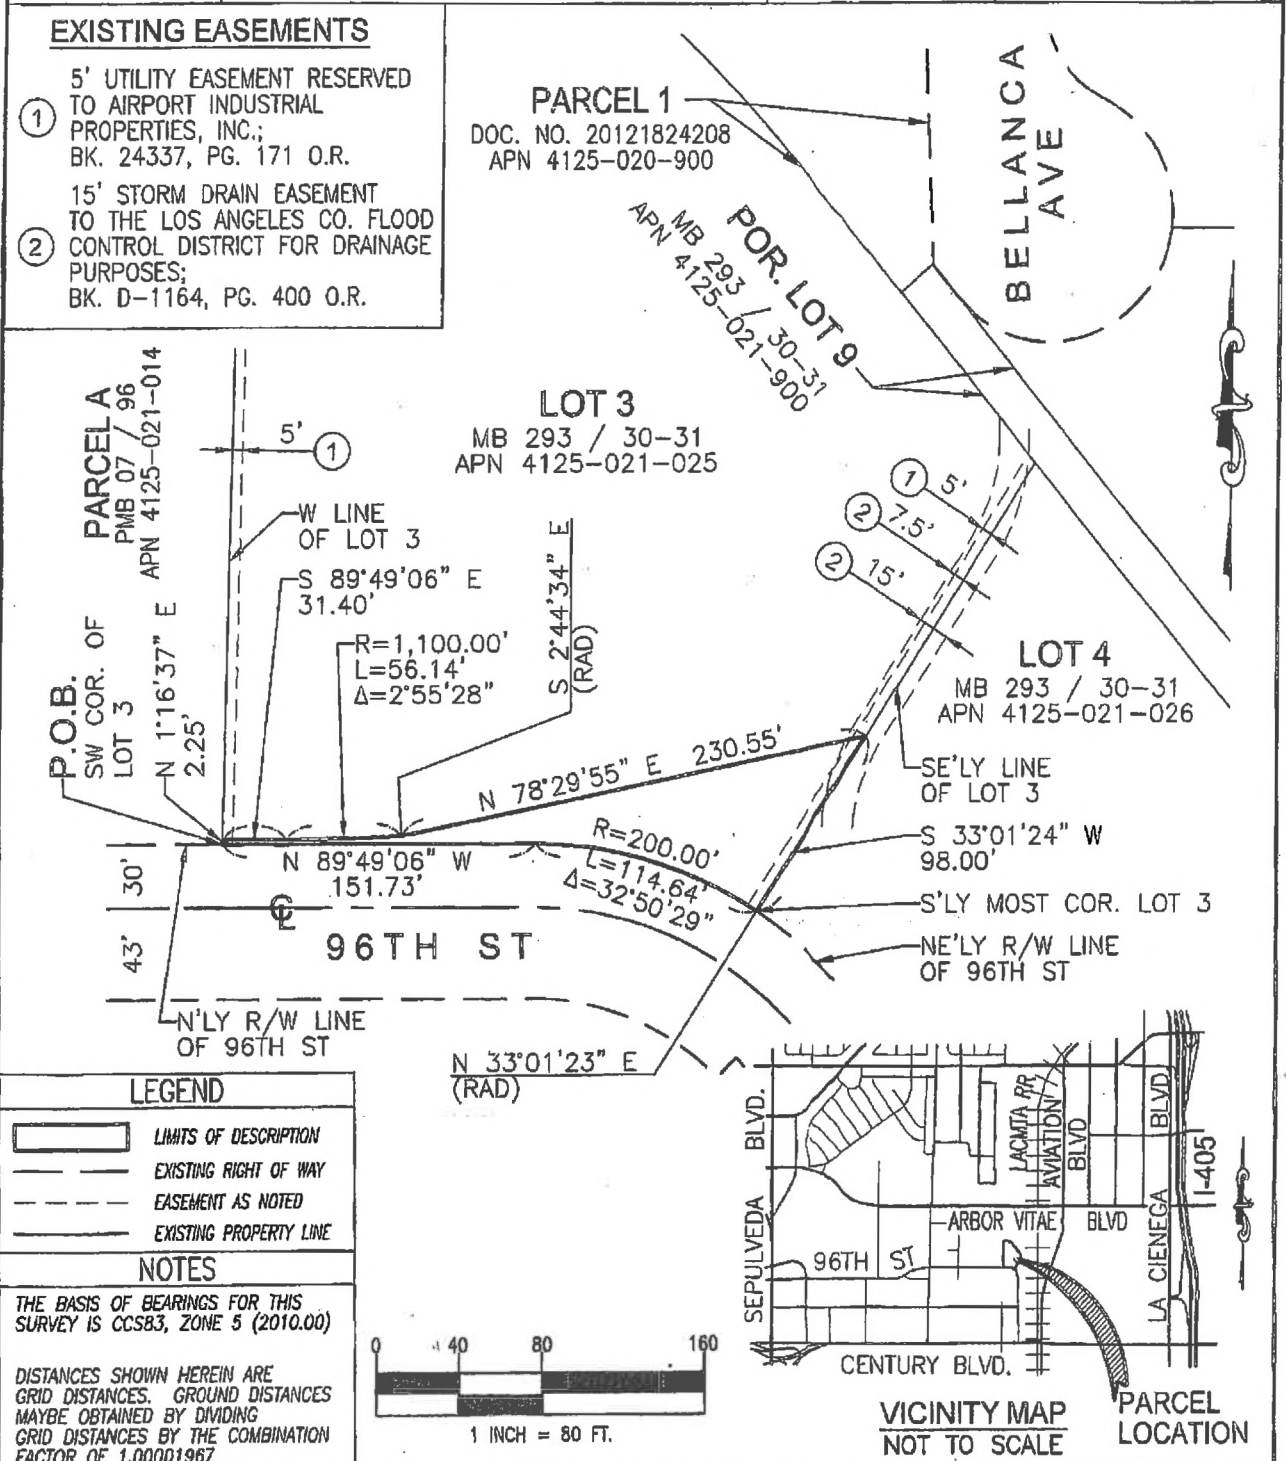 EXISTING EASEMENTS
1
5' UTILITY EASEMENT RESERVED
TO AIRPORT INDUSTRIAL
PROPERTIES, INC.;
BK. 24337, PG. 171 O.R.
2
15' STORM DRAIN EASEMENT
TO THE LOS ANGELES CO. FLOOD
CONTROL DISTRICT FOR DRAINAGE
PURPOSES;
BK. D-1164, PG. 400 O.R.
PARCEL 1
DOC. NO. 20121824208
APN 4125-020-900
BELLANCA
AVE
POR. LOT 9
MB 293 / 30-31
APN 4125-021-900
PARCEL A
PMB 07 / 96
APN 4125-021-014
5'
1
LOT 3
MB 293 / 30-31
APN 4125-021-025
W LINE
OF LOT 3
S 89°49'06" E
31.40'
R=1,100.00'
L=56.14'
Δ=2°55'28"
S 2°44'34" E
(RAD)
1
5'
2
7.5'
2
15'
LOT 4
MB 293 / 30-31
APN 4125-021-026
P.O.B.
SW COR. OF
LOT 3
N 1°16'37" E
2.25'
N 78°29'55" E 230.55'
SE'LY LINE
OF LOT 3
S 33°01'24" W
98.00'
S'LY MOST COR. LOT 3
NE'LY R/W LINE
OF 96TH ST
R=200.00'
L=114.64'
Δ=32°50'29"
N 89°49'06" W
151.73'
30'
43'
CL
96TH ST
N'LY R/W LINE
OF 96TH ST
N 33°01'23" E
(RAD)
LEGEND
LIMITS OF DESCRIPTION
EXISTING RIGHT OF WAY
EASEMENT AS NOTED
EXISTING PROPERTY LINE
NOTES
THE BASIS OF BEARINGS FOR THIS
SURVEY IS CCS83, ZONE 5 (2010.00)
DISTANCES SHOWN HEREIN ARE
GRID DISTANCES. GROUND DISTANCES
MAYBE OBTAINED BY DIVIDING
GRID DISTANCES BY THE COMBINATION
FACTOR OF 1.00001967
0 40 80 160
1 INCH = 80 FT.
SEPULVEDA BLVD.
LACMTA RR
AVIATION
BLVD
LA CIENEGA BLVD.
I-405
ARBOR VITAE BLVD
96TH ST
CENTURY BLVD.
VICINITY MAP
NOT TO SCALE
PARCEL
LOCATION